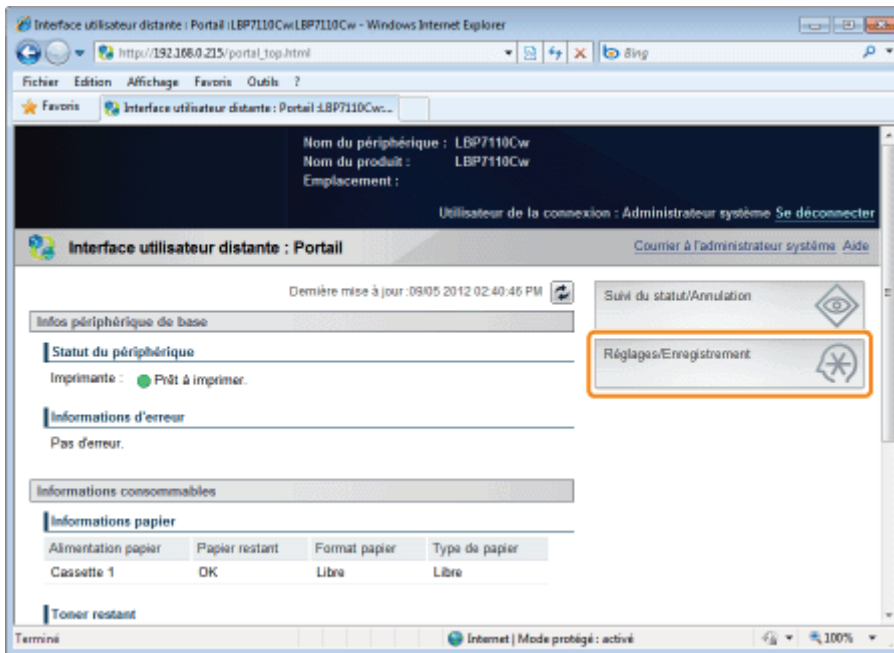 Interface utilisateur distante : Portail :LBP7110Cw:LBP7110Cw - Windows Internet Explorer
http://192.168.0.215/portal_top.html
Bing
Fichier Edition Affichage Favoris Outils ?
Favoris Interface utilisateur distante : Portail :LBP7110Cw:...
Nom du périphérique : LBP7110Cw
Nom du produit : LBP7110Cw
Emplacement :
Utilisateur de la connexion : Administrateur système Se déconnecter
Interface utilisateur distante : Portail
Courrier à l'administrateur système Aide
Dernière mise à jour :09/05 2012 02:40:46 PM
Suivi du statut/Annulation
Infos périphérique de base
Statut du périphérique
Réglages/Enregistrement
Imprimante : Prêt à imprimer.
Informations d'erreur
Pas d'erreur.
Informations consommables
Informations papier
Alimentation papier Papier restant Format papier Type de papier
Cassette 1 OK Libre Libre
Toner restant
Terminé Internet | Mode protégé : activé 100%